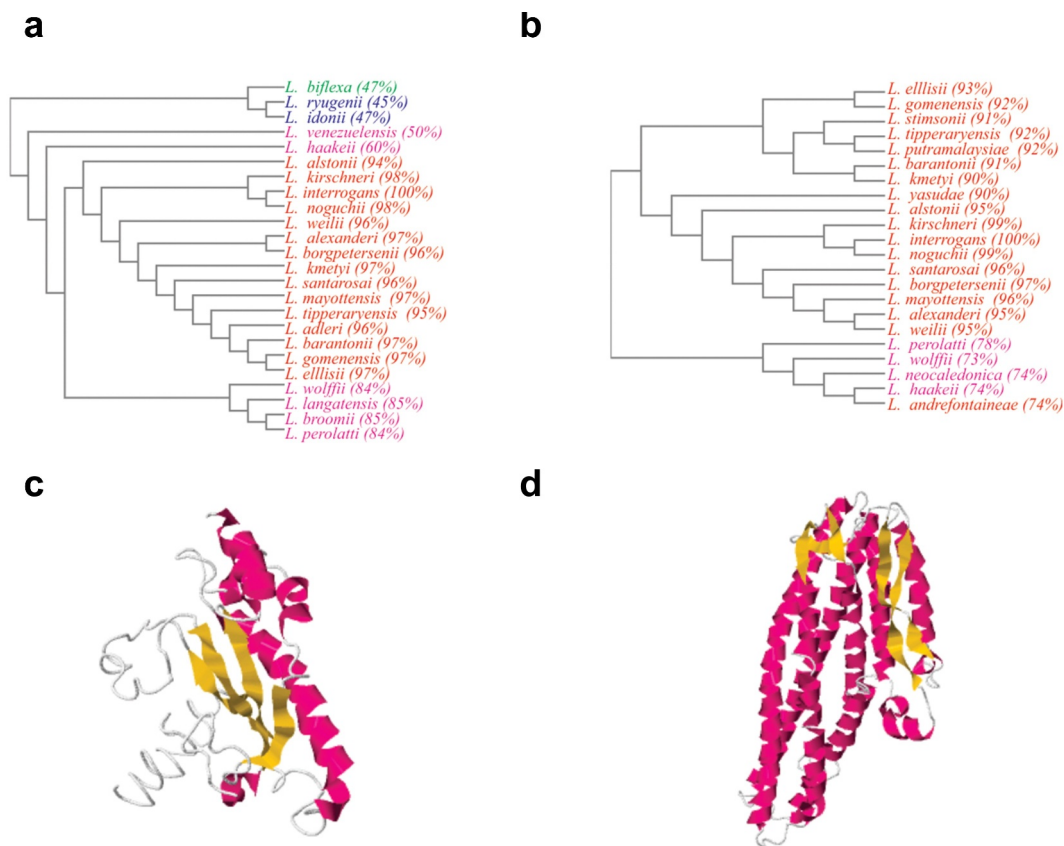 a
L. biflexa (47%)
L. ryugenii (45%)
L. idonii (47%)
L. venezuelensis (50%)
L. haakeii (60%)
L. alstonii (94%)
L. kirschneri (98%)
L. interrogans (100%)
L. noguchii (98%)
L. weilii (96%)
L. alexanderi (97%)
L. borgpetersenii (96%)
L. kmetyi (97%)
L. santarosai (96%)
L. mayottensis (97%)
L. tipperaryensis (95%)
L. adleri (96%)
L. barantonii (97%)
L. gomenensis (97%)
L. elllisii (97%)
L. wolffii (84%)
L. langatensis (85%)
L. broomii (85%)
L. perolatti (84%)
b
L. elllisii (93%)
L. gomenensis (92%)
L. stimsonii (91%)
L. tipperaryensis (92%)
L. putramalaysiae (92%)
L. barantonii (91%)
L. kmetyi (90%)
L. yasudae (90%)
L. alstonii (95%)
L. kirschneri (99%)
L. interrogans (100%)
L. noguchii (99%)
L. santarosai (96%)
L. borgpetersenii (97%)
L. mayottensis (96%)
L. alexanderi (95%)
L. weilii (95%)
L. perolatti (78%)
L. wolffii (73%)
L. neocaledonica (74%)
L. haakeii (74%)
L. andrefontaineae (74%)
c
d